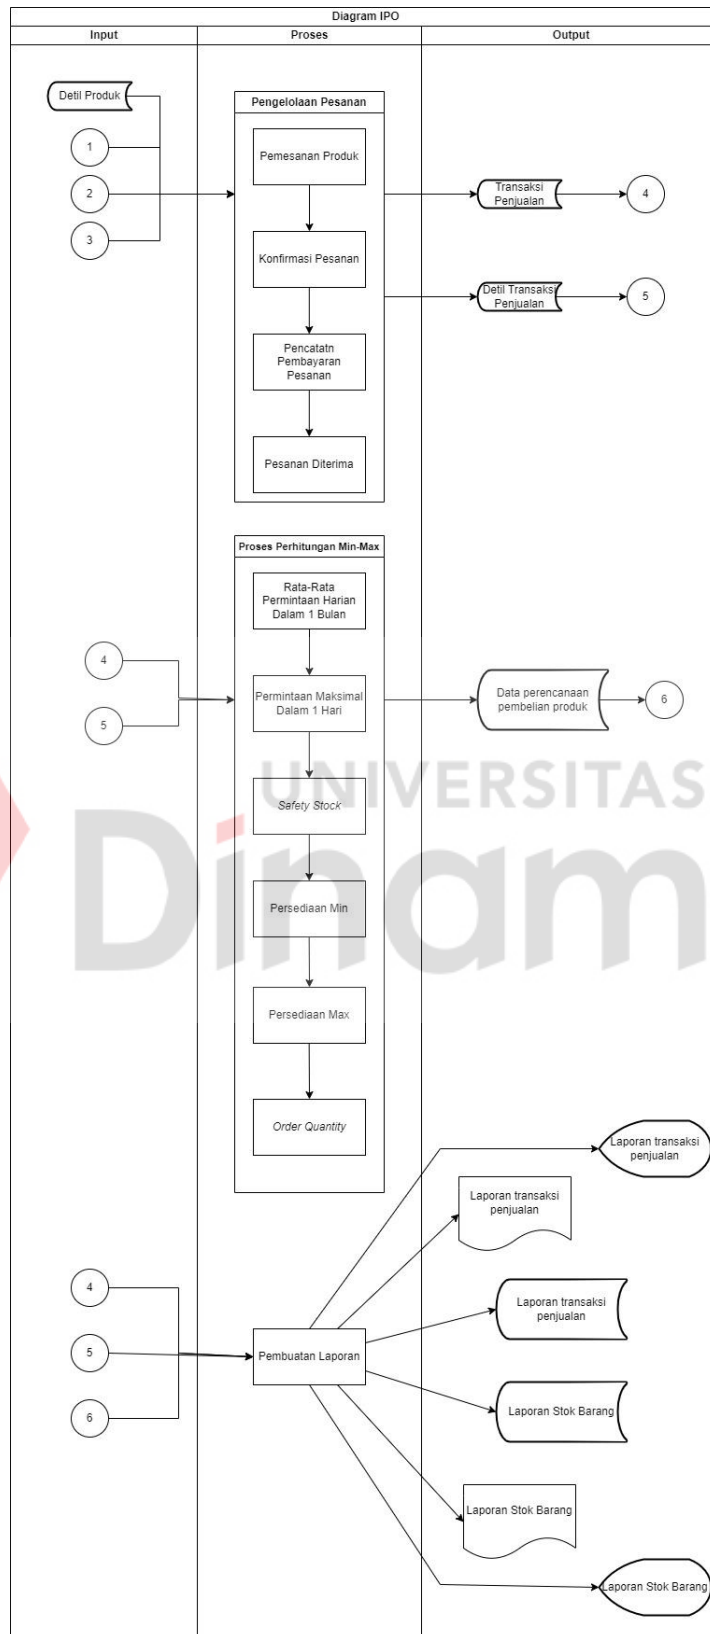 Diagram IPO
Input
Proses
Output
Detil Produk
1
2
3
Pengelolaan Pesanan
Pemesanan Produk
Konfirmasi Pesanan
Pencatatn
Pembayaran
Pesanan
Pesanan Diterima
Transaksi
Penjualan
4
Detil Transaksi
Penjualan
5
Proses Perhitungan Min-Max
Rata-Rata
Permintaan Harian
Dalam 1 Bulan
4
5
Permintaan Maksimal
Dalam 1 Hari
Safety Stock
Persediaan Min
Persediaan Max
Order Quantity
Data perencanaan
pembelian produk
6
UNIVERSITAS
Dinam
4
5
6
Pembuatan Laporan
Laporan transaksi
penjualan
Laporan transaksi
penjualan
Laporan transaksi
penjualan
Laporan Stok Barang
Laporan Stok Barang
Laporan Stok Barang